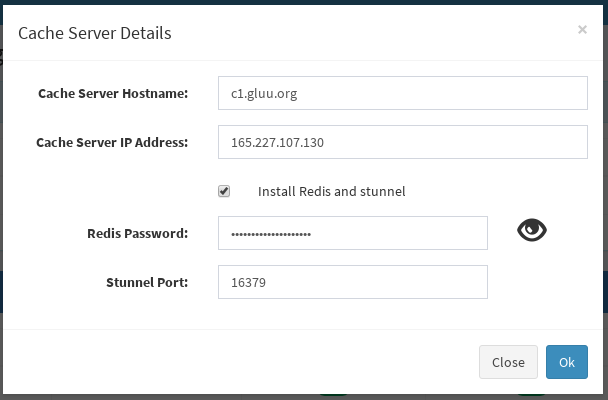 Cache Server Details ×
Cache Server Hostname: c1.gluu.org
Cache Server IP Address: 165.227.107.130
Install Redis and stunnel
Redis Password: ••••••••••••••••••••
Stunnel Port: 16379
Close Ok